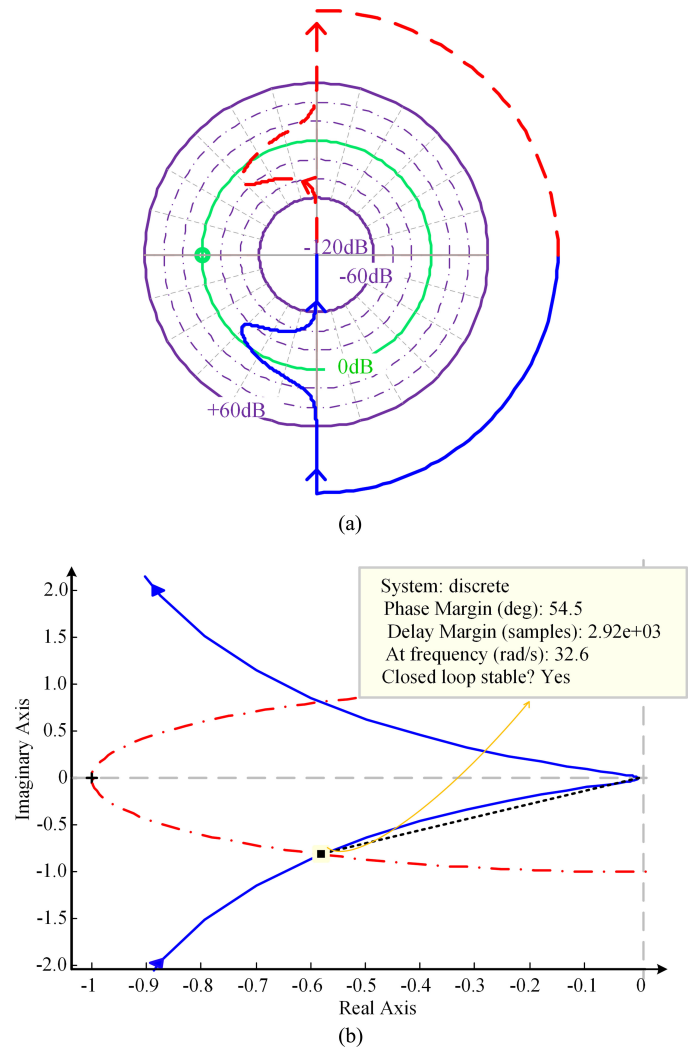 - 120dB
-60dB
0dB
+60dB
(a)
System: discrete
Phase Margin (deg): 54.5
Delay Margin (samples): 2.92e+03
At frequency (rad/s): 32.6
Closed loop stable? Yes
Imaginary Axis
2.0
1.5
1.0
0.5
0
-0.5
-1.0
-1.5
-2.0
-1 -0.9 -0.8 -0.7 -0.6 -0.5 -0.4 -0.3 -0.2 -0.1 0
Real Axis
(b)